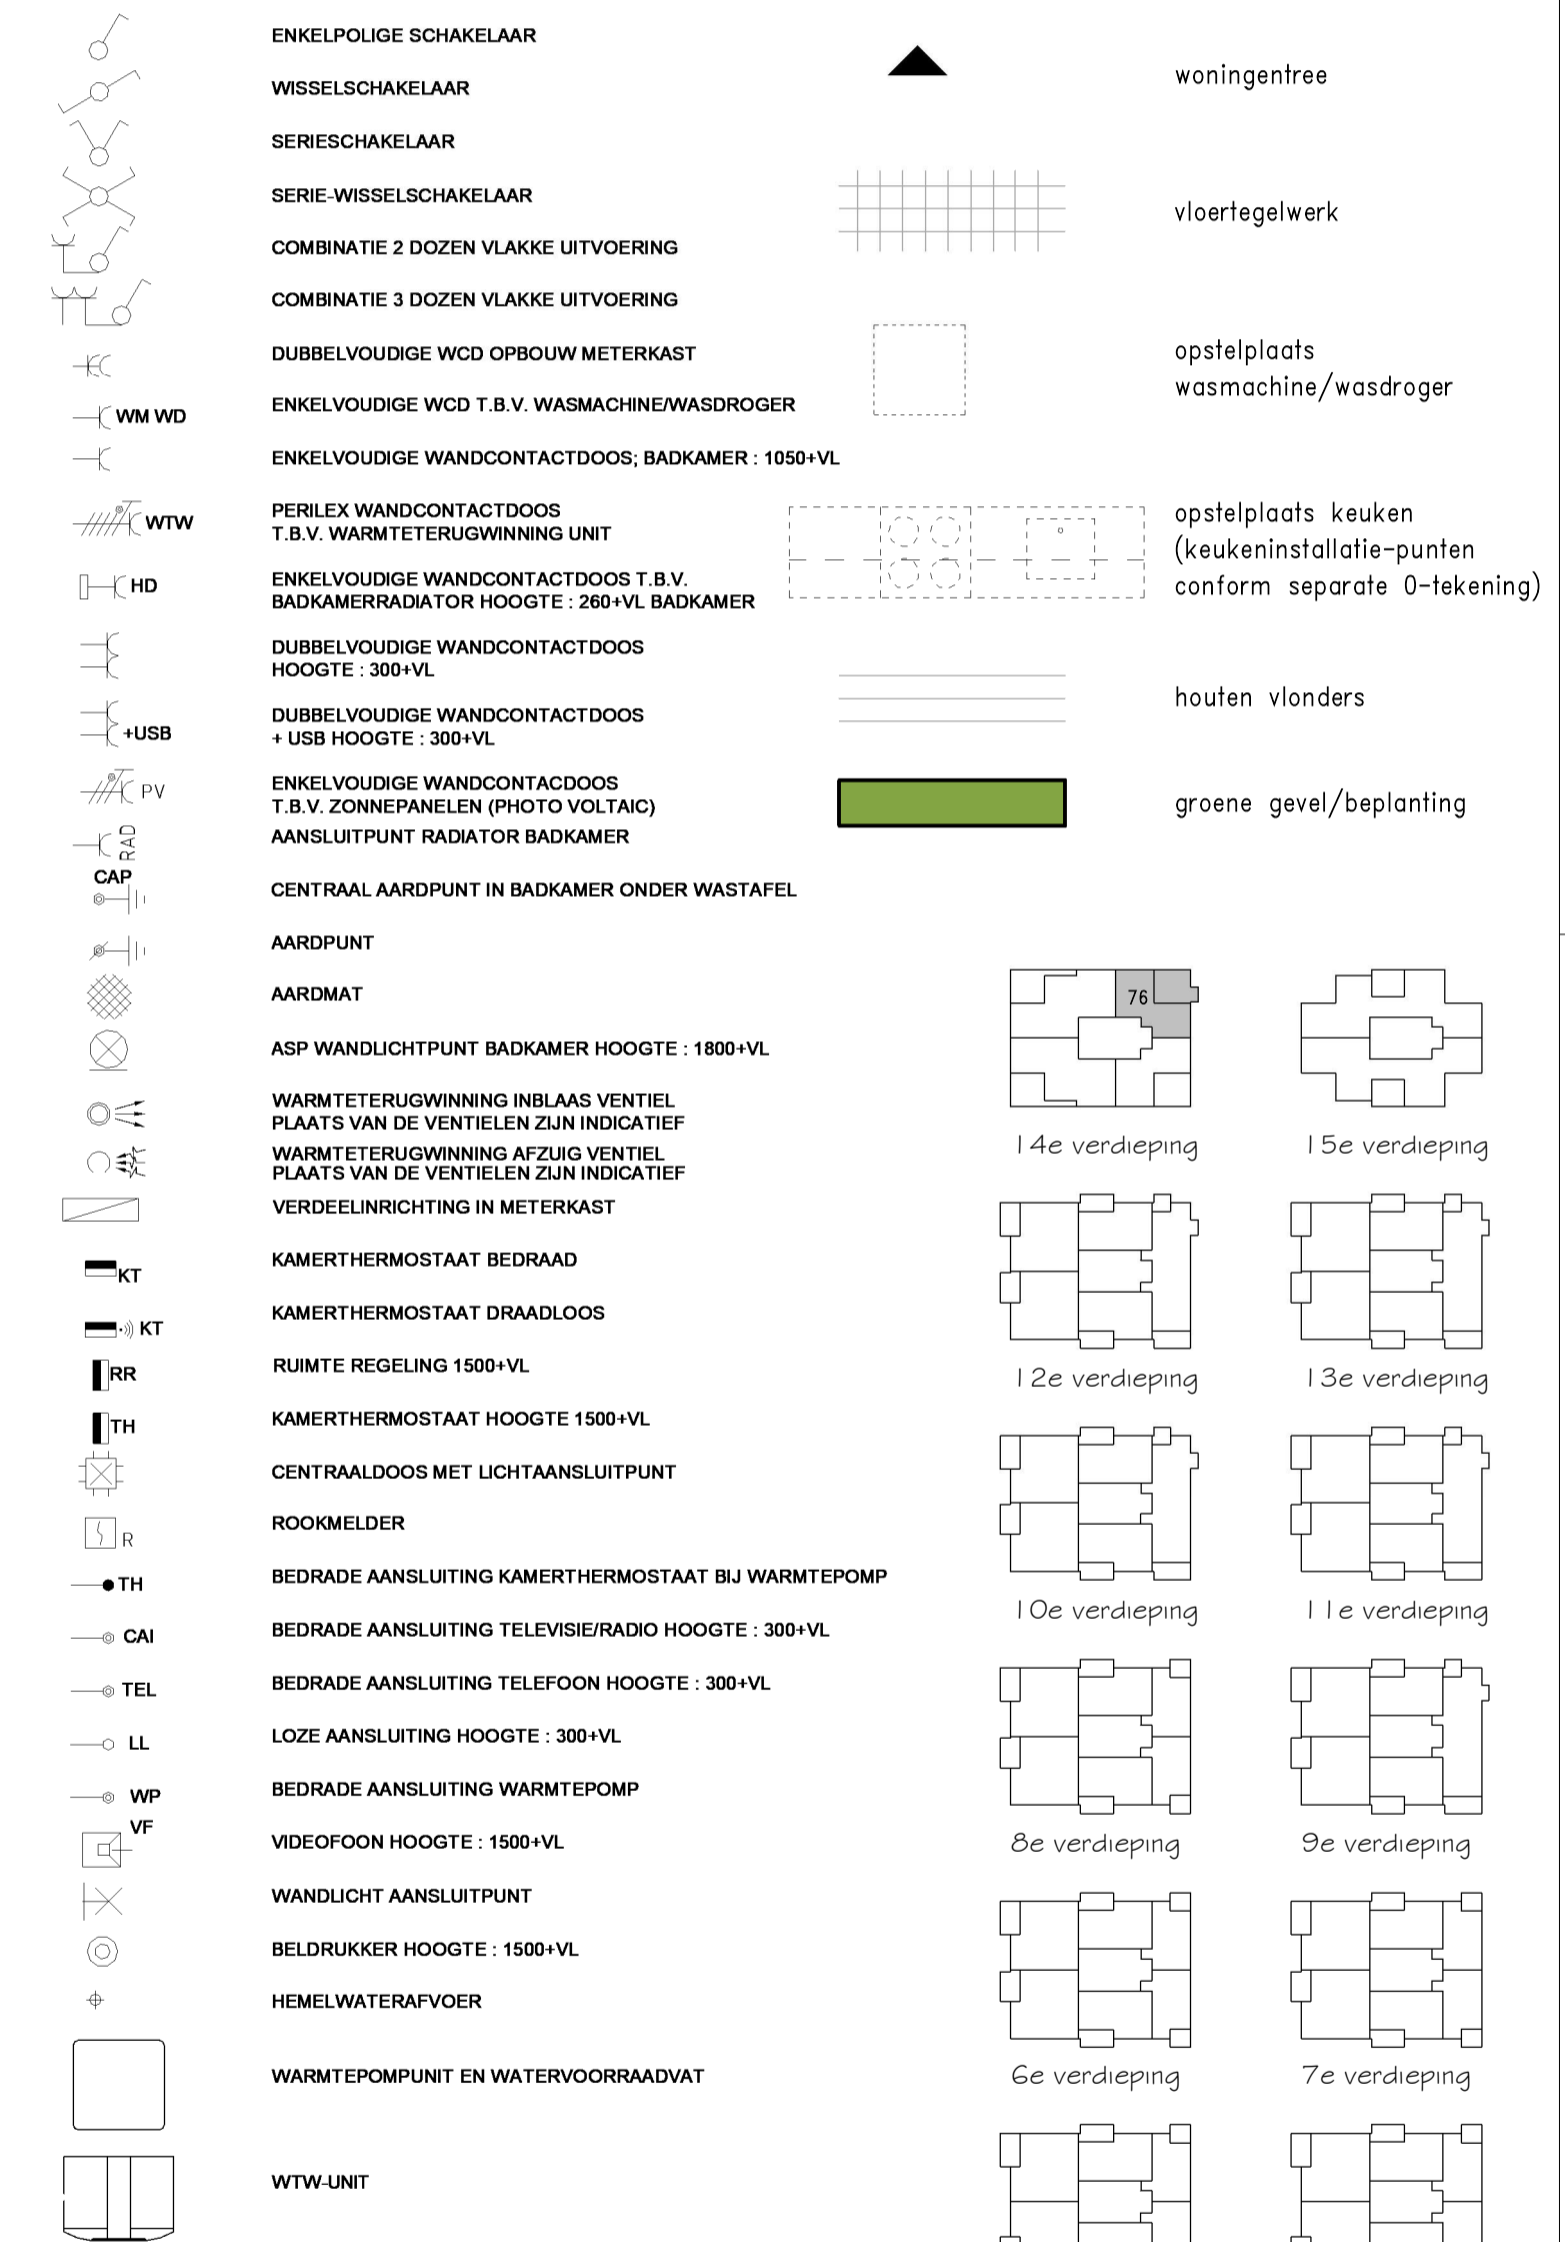 ENKELPOLIGE SCHAKELAAR
WISSELSCHAKELAAR
SERIESCHAKELAAR
SERIE-WISSELSCHAKELAAR
COMBINATIE 2 DOZEN VLAKKE UITVOERING
COMBINATIE 3 DOZEN VLAKKE UITVOERING
DUBBELVOUDIGE WCD OPBOUW METERKAST
WM WD ENKELVOUDIGE WCD T.B.V. WASMACHINE/WASDROGER
ENKELVOUDIGE WANDCONTACTDOOS; BADKAMER : 1050+VL
WTW PERILEX WANDCONTACTDOOS
T.B.V. WARMTETERUGWINNING UNIT
HD ENKELVOUDIGE WANDCONTACTDOOS T.B.V.
BADKAMERRADIATOR HOOGTE : 260+VL BADKAMER
DUBBELVOUDIGE WANDCONTACTDOOS
HOOGTE : 300+VL
+USB DUBBELVOUDIGE WANDCONTACTDOOS
+ USB HOOGTE : 300+VL
PV ENKELVOUDIGE WANDCONTACDOOS
T.B.V. ZONNEPANELEN (PHOTO VOLTAIC)
RAD AANSLUITPUNT RADIATOR BADKAMER
CAP
CENTRAAL AARDPUNT IN BADKAMER ONDER WASTAFEL
AARDPUNT
AARDMAT
ASP WANDLICHTPUNT BADKAMER HOOGTE : 1800+VL
WARMTETERUGWINNING INBLAAS VENTIEL
PLAATS VAN DE VENTIELEN ZIJN INDICATIEF
WARMTETERUGWINNING AFZUIG VENTIEL
PLAATS VAN DE VENTIELEN ZIJN INDICATIEF
VERDEELINRICHTING IN METERKAST
KT KAMERTHERMOSTAAT BEDRAAD
KT KAMERTHERMOSTAAT DRAADLOOS
RR RUIMTE REGELING 1500+VL
TH KAMERTHERMOSTAAT HOOGTE 1500+VL
CENTRAALDOOS MET LICHTAANSLUITPUNT
R ROOKMELDER
TH BEDRADE AANSLUITING KAMERTHERMOSTAAT BIJ WARMTEPOMP
CAI BEDRADE AANSLUITING TELEVISIE/RADIO HOOGTE : 300+VL
TEL BEDRADE AANSLUITING TELEFOON HOOGTE : 300+VL
LL LOZE AANSLUITING HOOGTE : 300+VL
WP BEDRADE AANSLUITING WARMTEPOMP
VF
VIDEOFOON HOOGTE : 1500+VL
WANDLICHT AANSLUITPUNT
BELDRUKKER HOOGTE : 1500+VL
HEMELWATERAFVOER
WARMTEPOMPUNIT EN WATERVOORRAADVAT
WTW-UNIT
woningentree
vloertegelwerk
opstelplaats
wasmachine/wasdroger
opstelplaats keuken
(keukeninstallatie-punten
conform separate 0-tekening)
houten vlonders
groene gevel/beplanting
76
14e verdieping 15e verdieping
12e verdieping 13e verdieping
10e verdieping 11e verdieping
8e verdieping 9e verdieping
6e verdieping 7e verdieping